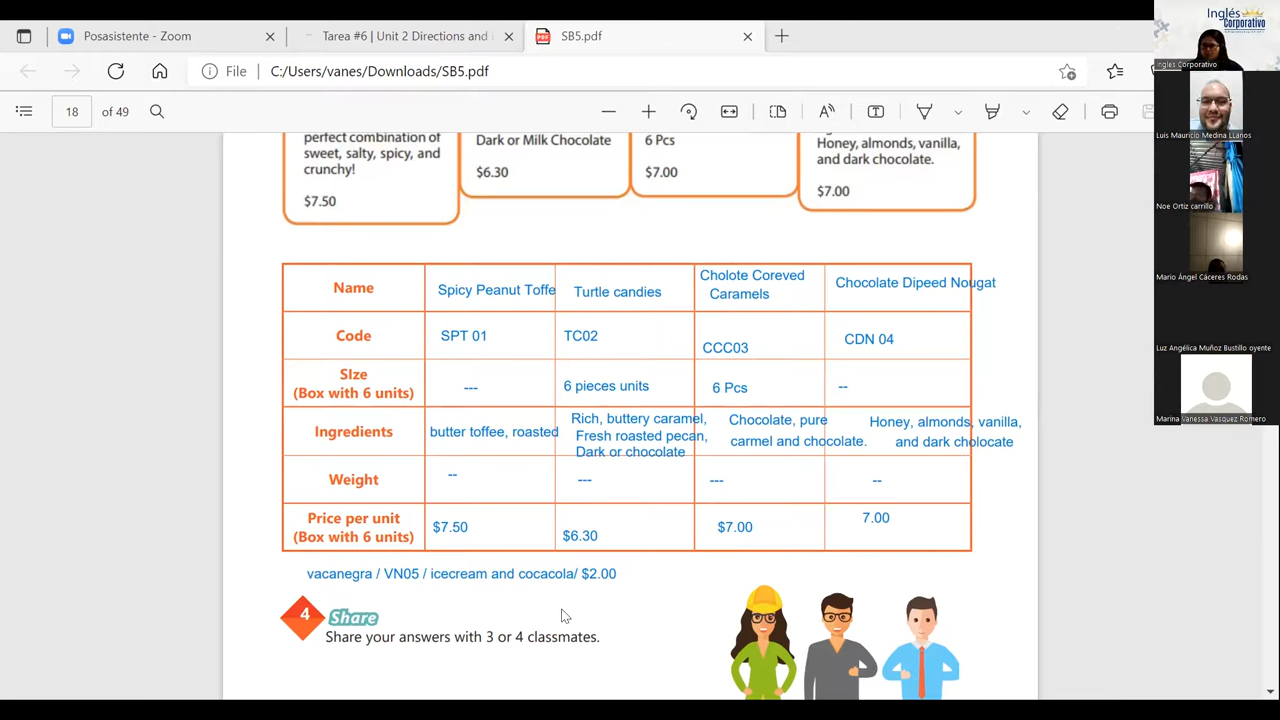 Posasistente - Zoom
Tarea #6 | Unit 2 Directions and
SB5.pdf
File
C:/Users/vanes/Downloads/SB5.pdf
18
of 49
perfect combination of
sweet, salty, spicy, and
crunchy!
$7.50
Dark or Milk Chocolate
$6.30
6 Pcs
$7.00
Honey, almonds, vanilla,
and dark chocolate.
$7.00
Name
Spicy Peanut Toffe
Turtle candies
Cholote Coreved
Caramels
Chocolate Dipeed Nougat
Code
SPT 01
TC02
CCC03
CDN 04
SIze
(Box with 6 units)
---
6 pieces units
6 Pcs
--
Ingredients
butter toffee, roasted
Rich, buttery caramel,
Fresh roasted pecan,
Dark or chocolate
Chocolate, pure
carmel and chocolate.
Honey, almonds, vanilla,
and dark cholocate
Weight
--
---
---
--
Price per unit
(Box with 6 units)
$7.50
$6.30
$7.00
7.00
vacanegra / VN05 / icecream and cocacola/ $2.00
4
Share
Share your answers with 3 or 4 classmates.
Inglés
Corporativo
Ingles Corporativo
Luis Mauricio Medina LLanos
Noe Ortiz carrillo
Mario Ángel Cáceres Rodas
Luz Angélica Muñoz Bustillo oyente
Marina Vanessa Vasquez Romero